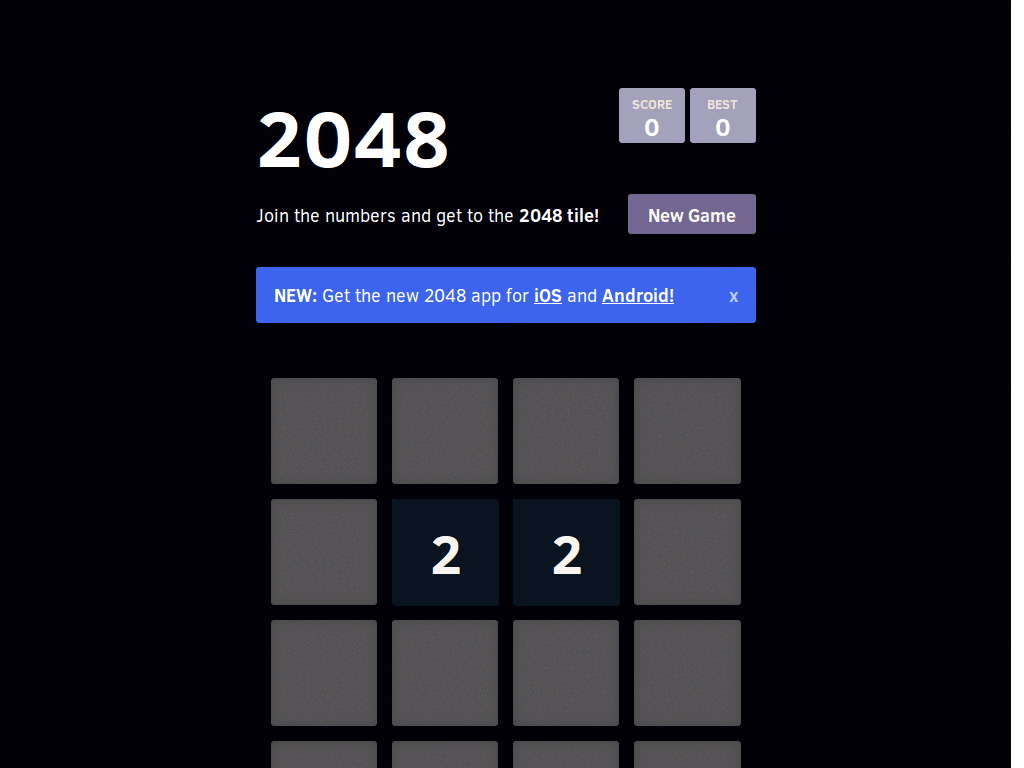 2048
SCORE
0
BEST
0
Join the numbers and get to the 2048 tile!
New Game
NEW: Get the new 2048 app for iOS and Android!
x
2 2